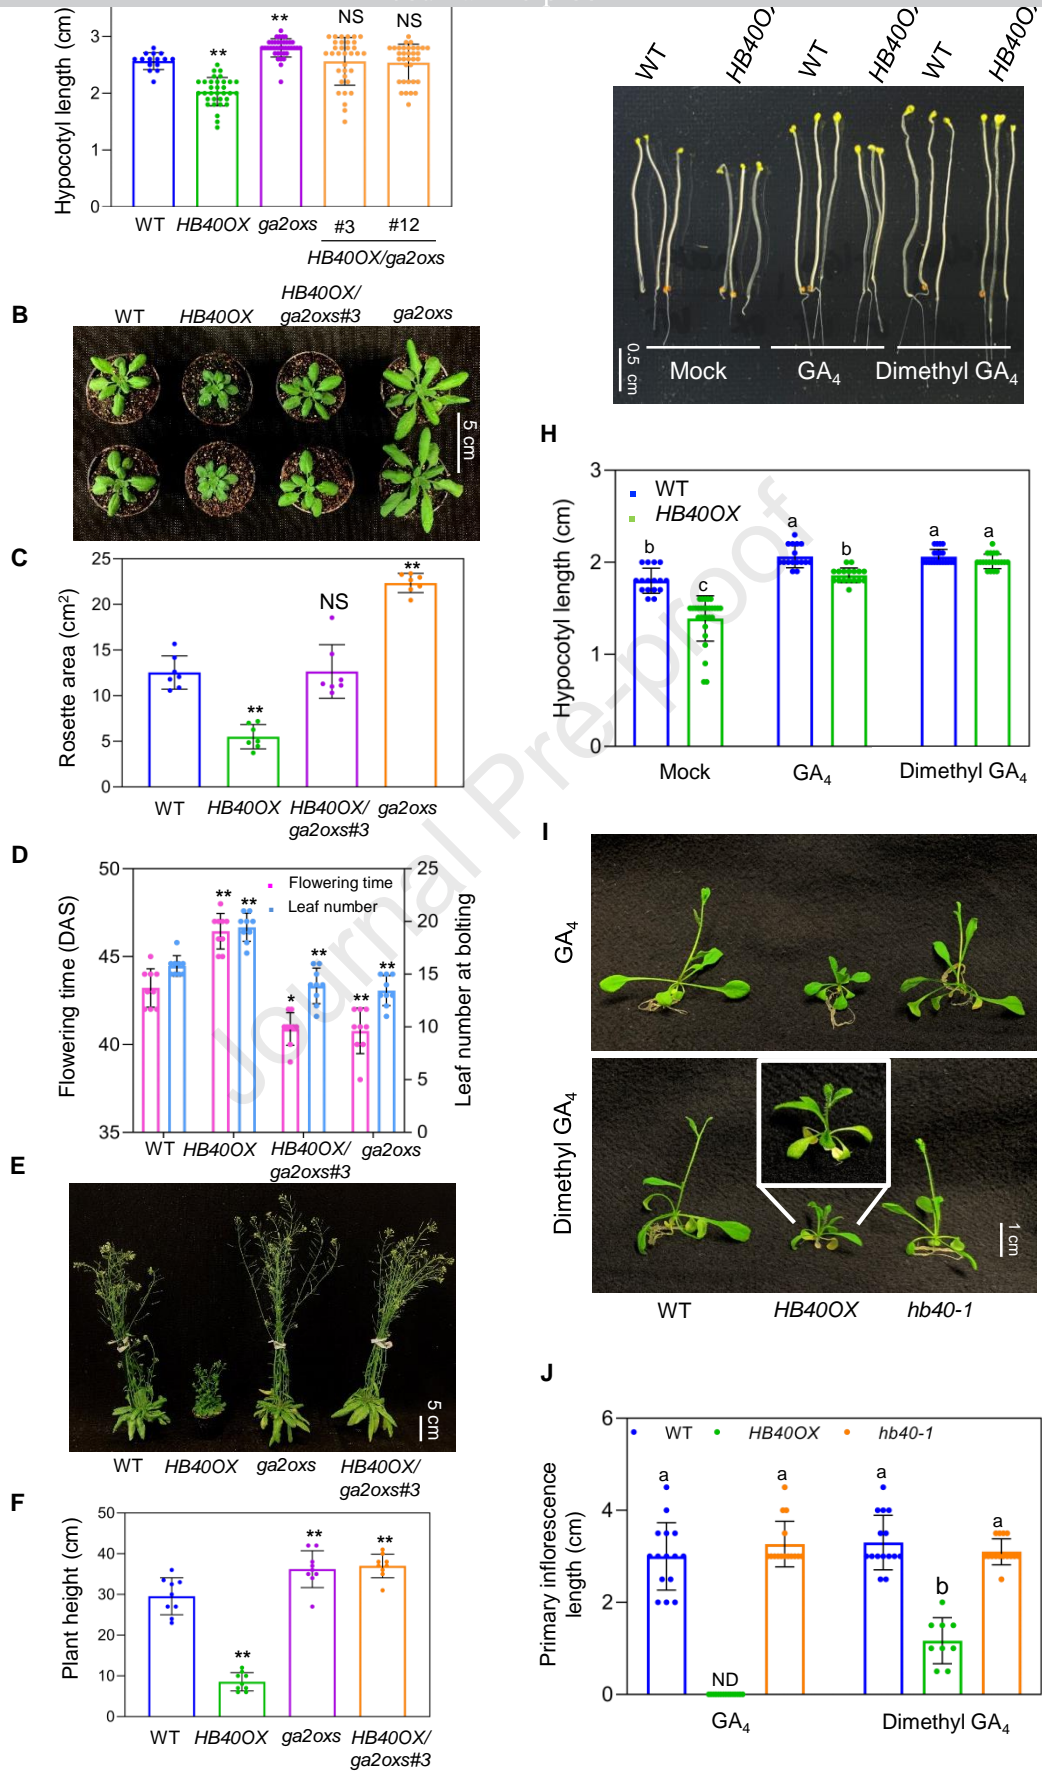 Hypocotyl length (cm)
3
2
1
0
**
**
NS
NS
WT
HB40OX
ga2oxs
#3
#12
HB40OX/ga2oxs
B
WT
HB40OX
HB40OX/
ga2oxs#3
ga2oxs
5 cm
C
Rosette area (cm²)
25
20
15
10
5
0
**
NS
**
WT
HB40OX
HB40OX/
ga2oxs#3
ga2oxs
D
Flowering time (DAS)
50
45
40
35
Flowering time
Leaf number
** **
* **
** **
25
20
15
10
5
0
Leaf number at bolting
WT
HB40OX
HB40OX/
ga2oxs#3
ga2oxs
E
5 cm
WT
HB40OX
ga2oxs
HB40OX/
ga2oxs#3
F
Plant height (cm)
50
40
30
20
10
0
**
**
**
WT
HB40OX
ga2oxs
HB40OX/
ga2oxs#3
WT
HB40OX
WT
HB40OX
WT
HB40OX
0.5 cm
Mock
GA₄
Dimethyl GA₄
H
Hypocotyl length (cm)
3
2
1
0
WT
HB40OX
b
c
a
b
a
a
Mock
GA₄
Dimethyl GA₄
I
GA₄
Dimethyl GA₄
1 cm
WT
HB40OX
hb40-1
J
Primary inflorescence
length (cm)
6
4
2
0
WT
HB40OX
hb40-1
a
ND
a
a
b
a
GA₄
Dimethyl GA₄
Journal Pre-proof